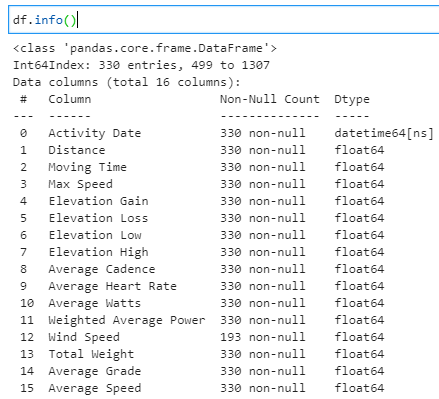 df.info()
<class 'pandas.core.frame.DataFrame'>
Int64Index: 330 entries, 499 to 1307
Data columns (total 16 columns):
 #   Column                  Non-Null Count  Dtype
---  ------                  --------------  -----
 0   Activity Date           330 non-null    datetime64[ns]
 1   Distance                330 non-null    float64
 2   Moving Time             330 non-null    float64
 3   Max Speed               330 non-null    float64
 4   Elevation Gain          330 non-null    float64
 5   Elevation Loss          330 non-null    float64
 6   Elevation Low           330 non-null    float64
 7   Elevation High          330 non-null    float64
 8   Average Cadence         330 non-null    float64
 9   Average Heart Rate      330 non-null    float64
 10  Average Watts           330 non-null    float64
 11  Weighted Average Power  330 non-null    float64
 12  Wind Speed              193 non-null    float64
 13  Total Weight            330 non-null    float64
 14  Average Grade           330 non-null    float64
 15  Average Speed           330 non-null    float64